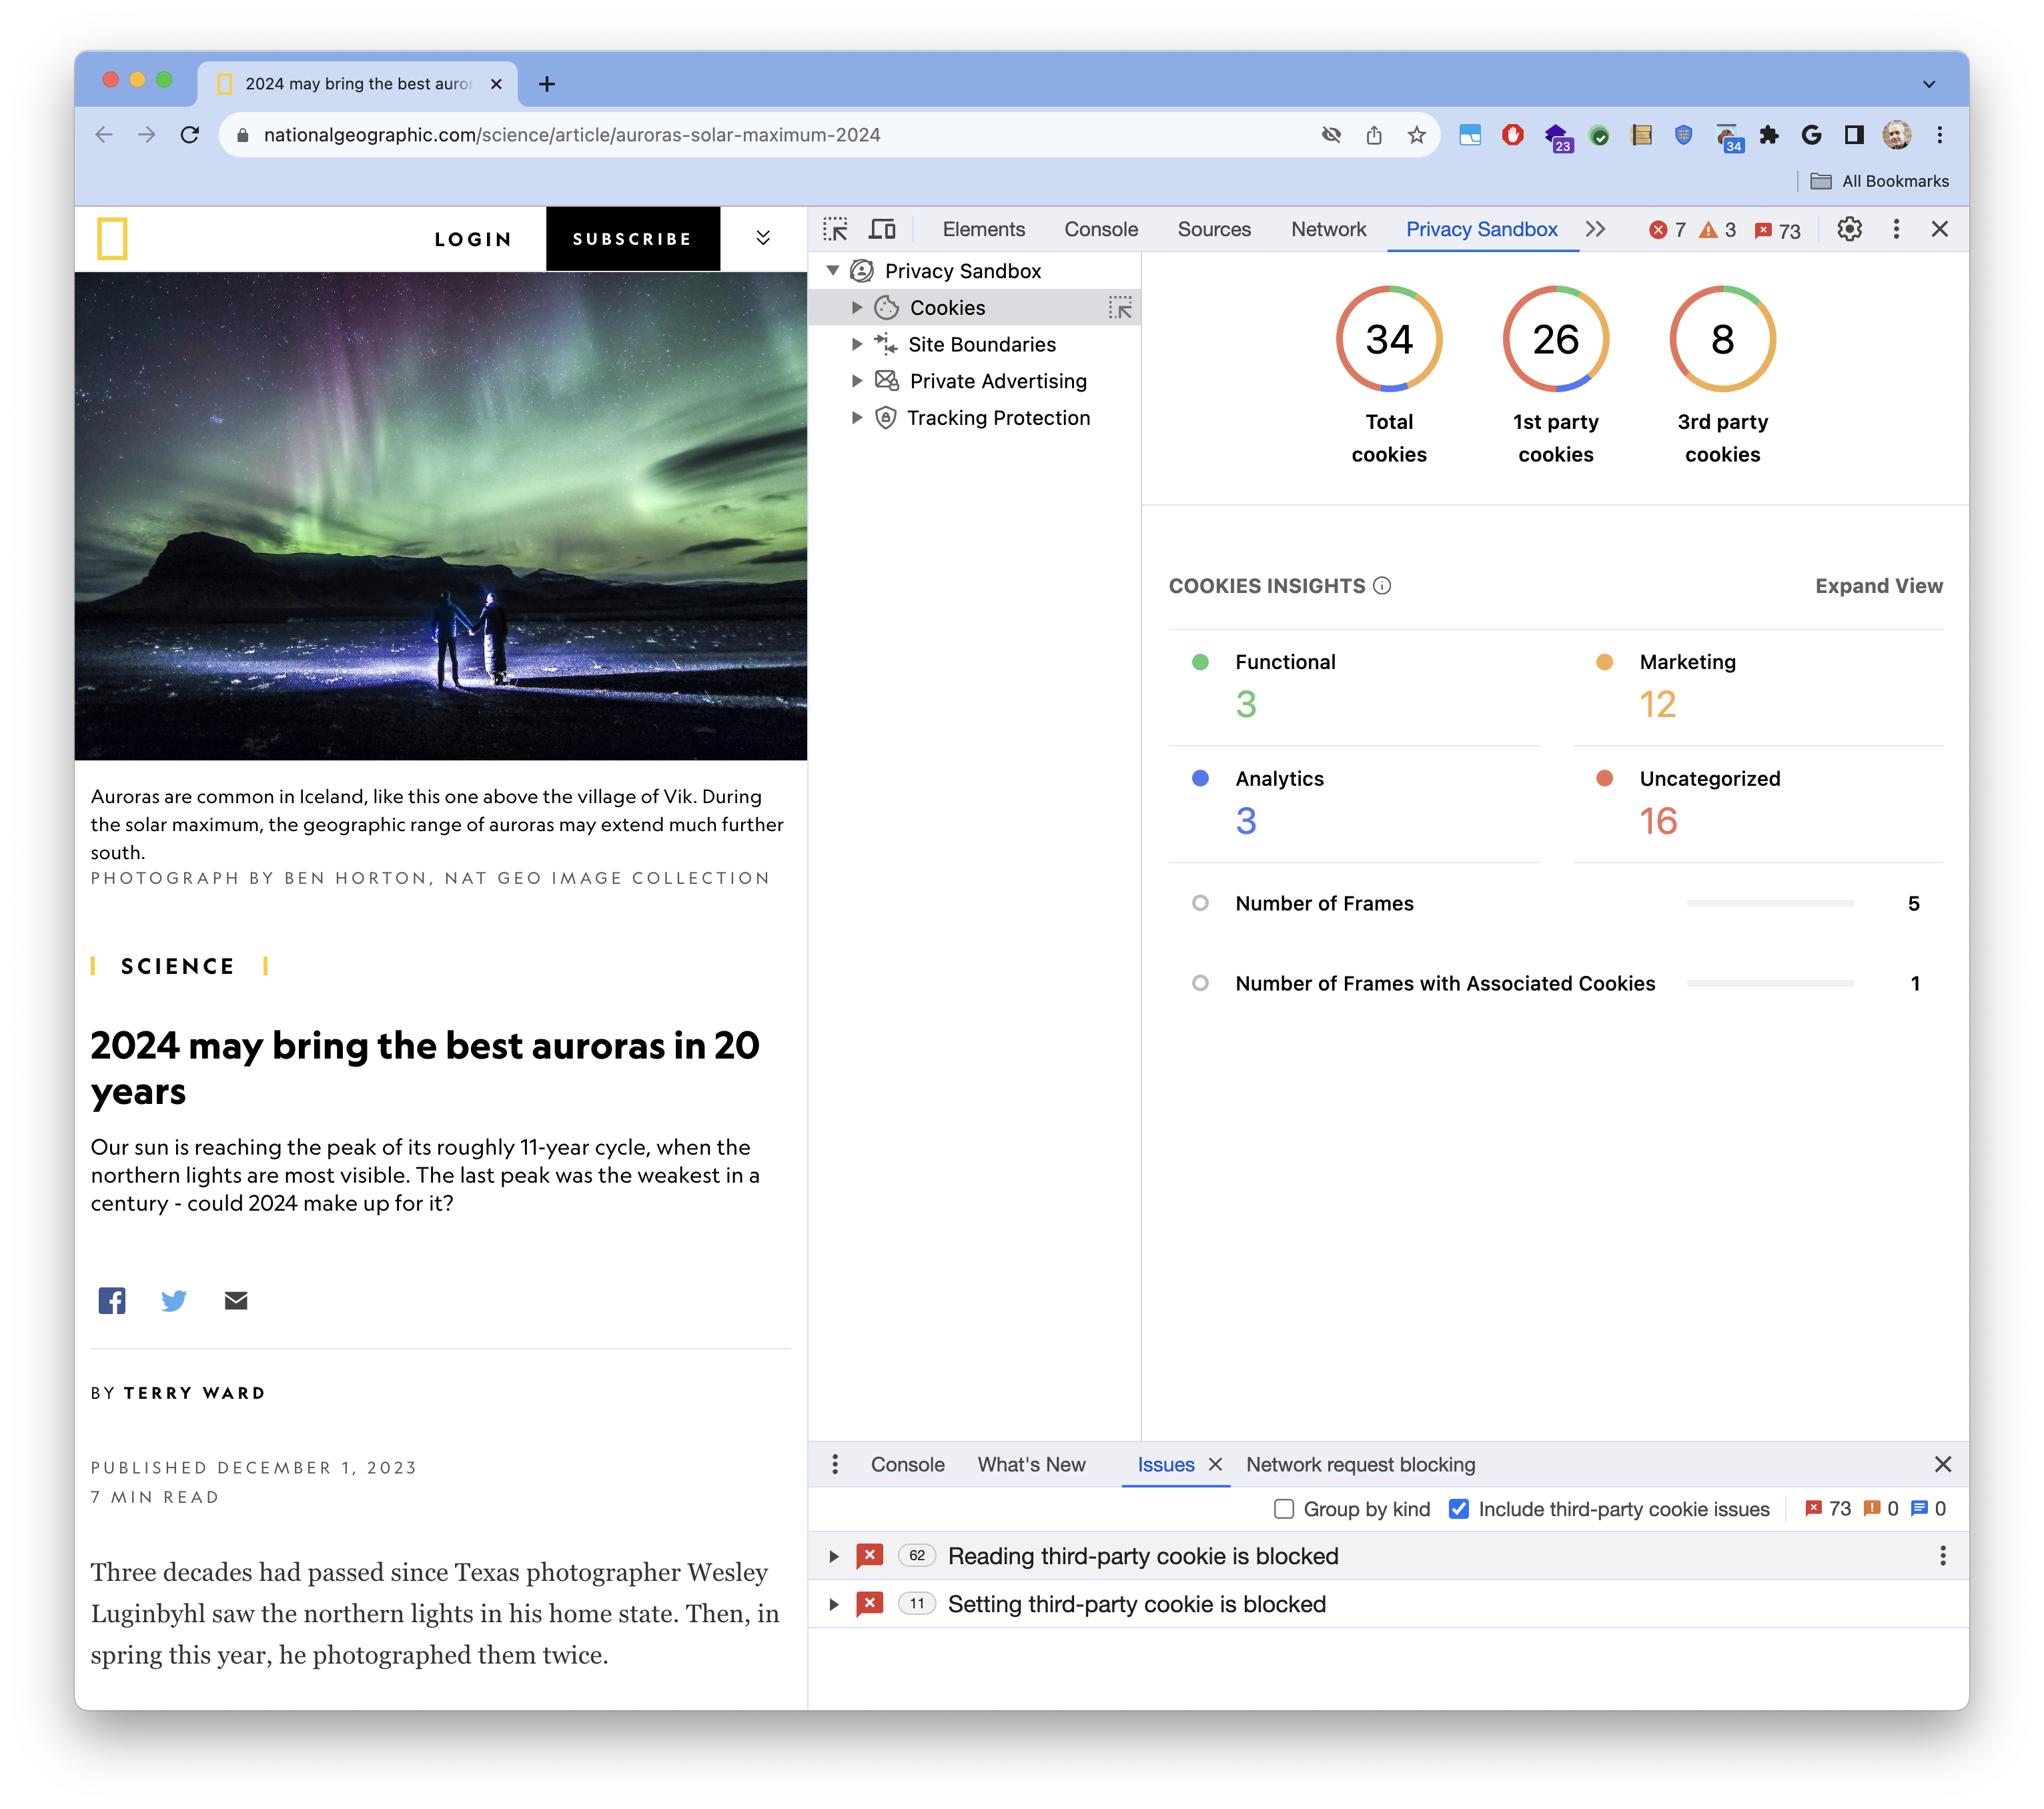 2024 may bring the best auror
nationalgeographic.com/science/article/auroras-solar-maximum-2024
23
34
All Bookmarks
LOGIN
SUBSCRIBE
Auroras are common in Iceland, like this one above the village of Vik. During
the solar maximum, the geographic range of auroras may extend much further
south.
PHOTOGRAPH BY BEN HORTON, NAT GEO IMAGE COLLECTION
SCIENCE
2024 may bring the best auroras in 20
years
Our sun is reaching the peak of its roughly 11-year cycle, when the
northern lights are most visible. The last peak was the weakest in a
century - could 2024 make up for it?
BY TERRY WARD
PUBLISHED DECEMBER 1, 2023
7 MIN READ
Three decades had passed since Texas photographer Wesley
Luginbyhl saw the northern lights in his home state. Then, in
spring this year, he photographed them twice.
Elements Console Sources Network Privacy Sandbox 7 3 73
Privacy Sandbox
Cookies
Site Boundaries
Private Advertising
Tracking Protection
34
Total
cookies
26
1st party
cookies
8
3rd party
cookies
COOKIES INSIGHTS Expand View
Functional
3
Marketing
12
Analytics
3
Uncategorized
16
Number of Frames 5
Number of Frames with Associated Cookies 1
Console What's New Issues Network request blocking
Group by kind Include third-party cookie issues 73 0 0
62 Reading third-party cookie is blocked
11 Setting third-party cookie is blocked